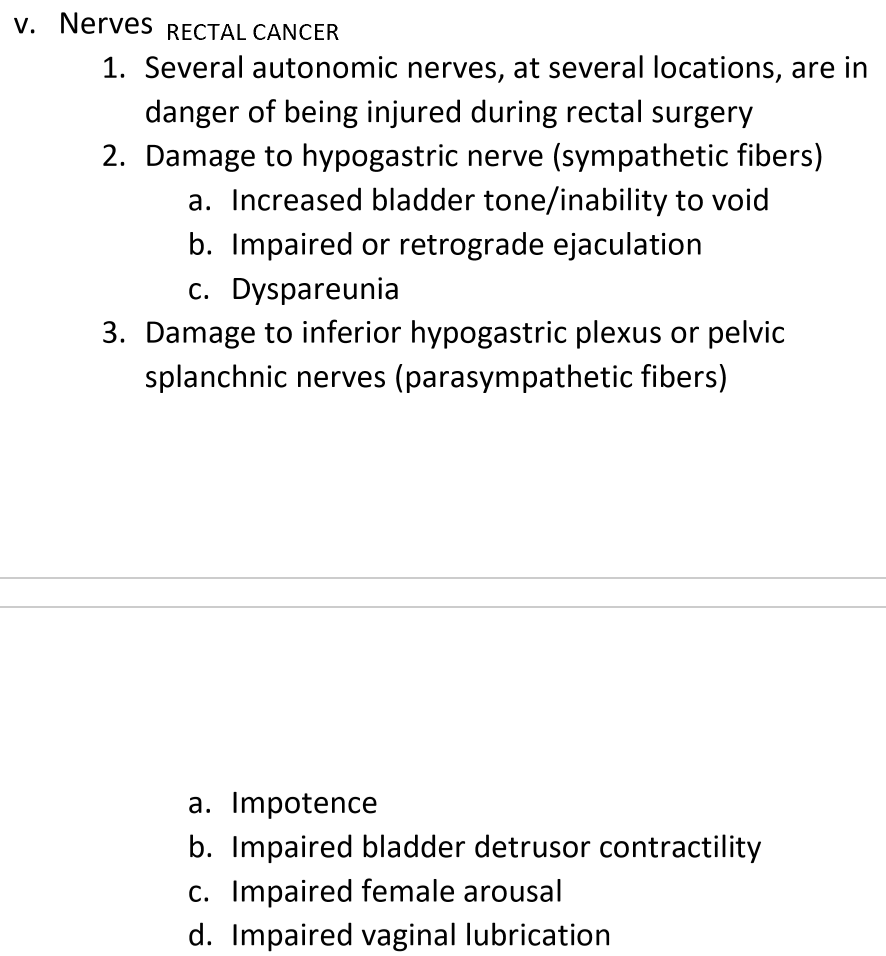 v. Nerves RECTAL CANCER
1. Several autonomic nerves, at several locations, are in
danger of being injured during rectal surgery
2. Damage to hypogastric nerve (sympathetic fibers)
a. Increased bladder tone/inability to void
b. Impaired or retrograde ejaculation
c. Dyspareunia
3. Damage to inferior hypogastric plexus or pelvic
splanchnic nerves (parasympathetic fibers)
a. Impotence
b. Impaired bladder detrusor contractility
c. Impaired female arousal
d. Impaired vaginal lubrication